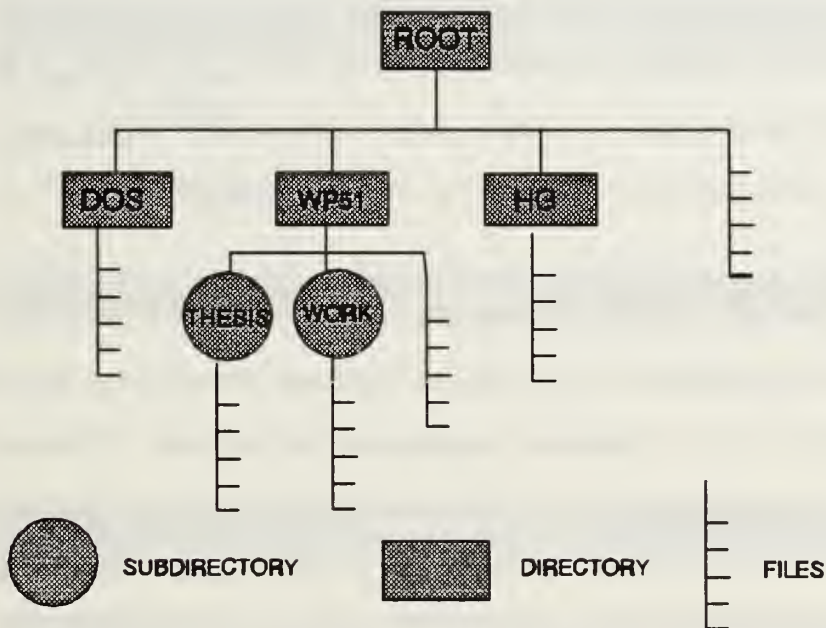 ROOT
DOS
WP51
HG
THESIS
WORK
SUBDIRECTORY
DIRECTORY
FILES